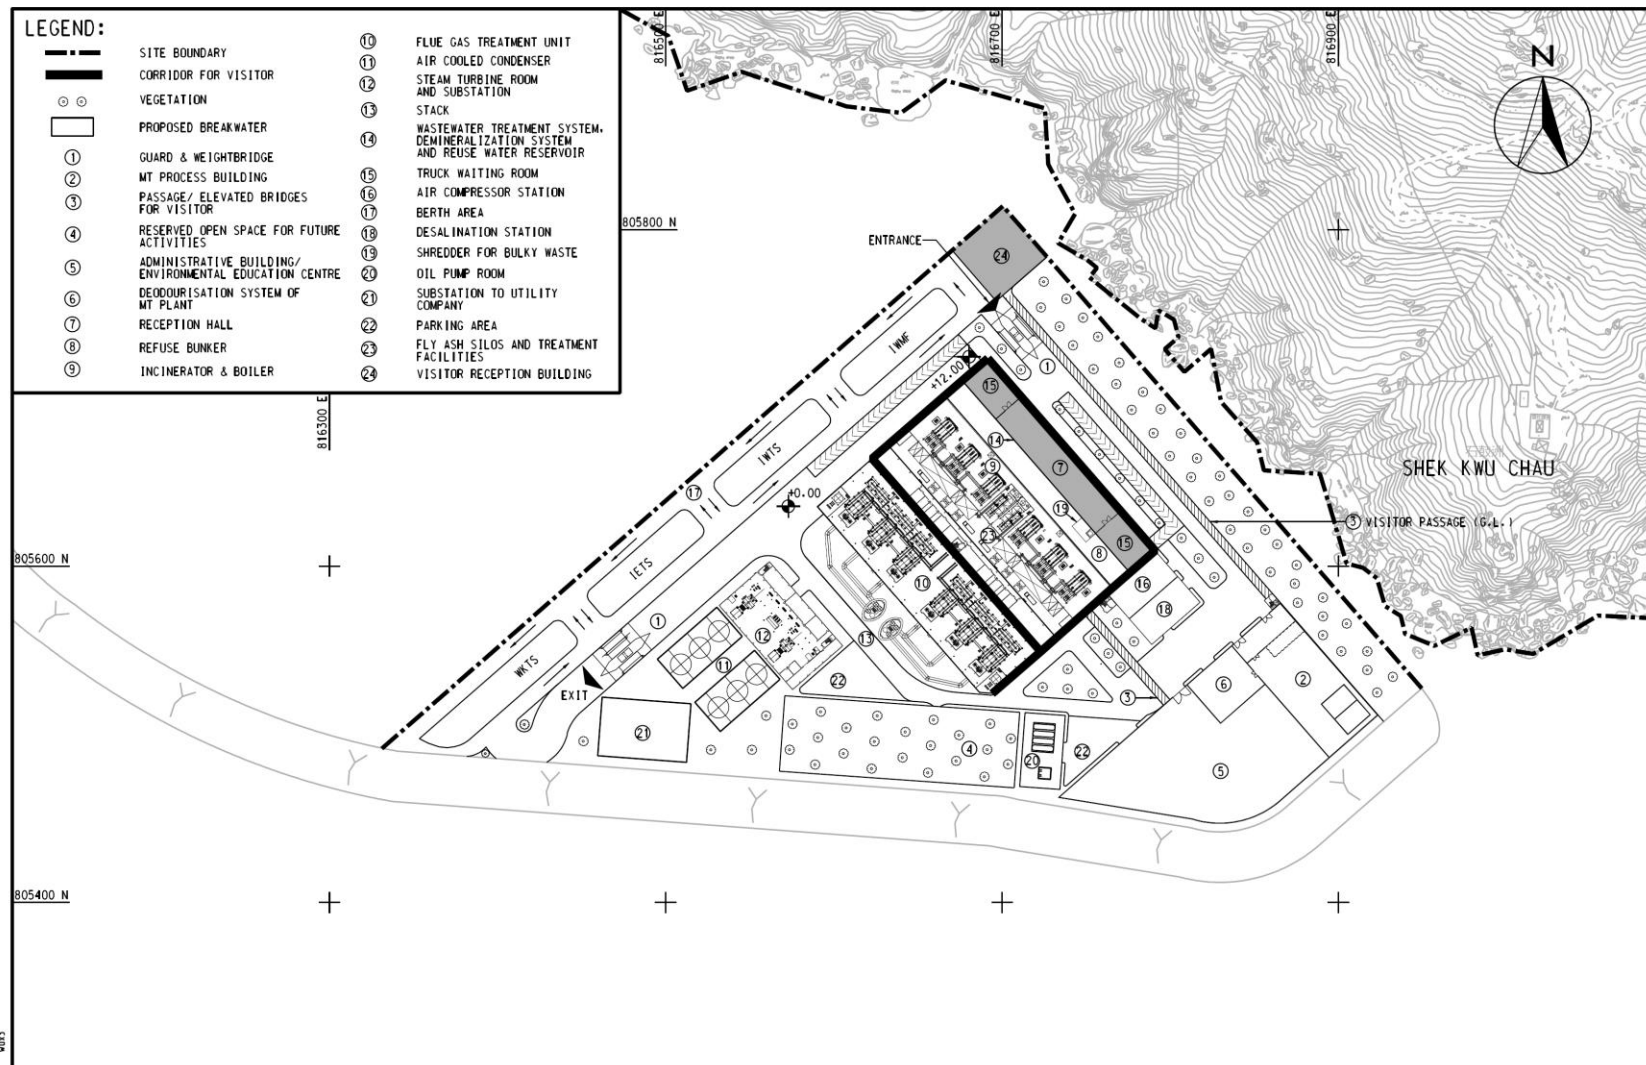 LEGEND:
SITE BOUNDARY
CORRIDOR FOR VISITOR
VEGETATION
PROPOSED BREAKWATER
1 GUARD & WEIGHTBRIDGE
2 MT PROCESS BUILDING
3 PASSAGE/ ELEVATED BRIDGES
FOR VISITOR
4 RESERVED OPEN SPACE FOR FUTURE
ACTIVITIES
5 ADMINISTRATIVE BUILDING/
ENVIRONMENTAL EDUCATION CENTRE
6 DEODOURISATION SYSTEM OF
MT PLANT
7 RECEPTION HALL
8 REFUSE BUNKER
9 INCINERATOR & BOILER
10 FLUE GAS TREATMENT UNIT
11 AIR COOLED CONDENSER
12 STEAM TURBINE ROOM
AND SUBSTATION
13 STACK
14 WASTEWATER TREATMENT SYSTEM,
DEMINERALIZATION SYSTEM
AND REUSE WATER RESERVOIR
15 TRUCK WAITING ROOM
16 AIR COMPRESSOR STATION
17 BERTH AREA
18 DESALINATION STATION
19 SHREDDER FOR BULKY WASTE
20 OIL PUMP ROOM
21 SUBSTATION TO UTILITY
COMPANY
22 PARKING AREA
23 FLY ASH SILOS AND TREATMENT
FACILITIES
24 VISITOR RECEPTION BUILDING
816500 E
816700 E
816900 E
N
805800 N
ENTRANCE
24
IWMF
1
+12.00
15
816300 E
14
7
9
IWTS
SHEK KWU CHAU
17
+0.00
19
3 VISITOR PASSAGE (G.L.)
23
15
8
805600 N
IETS
10
16
18
1
12
13
WKTS
11
EXIT
22
3
6
2
21
4
22
20
5
805400 N